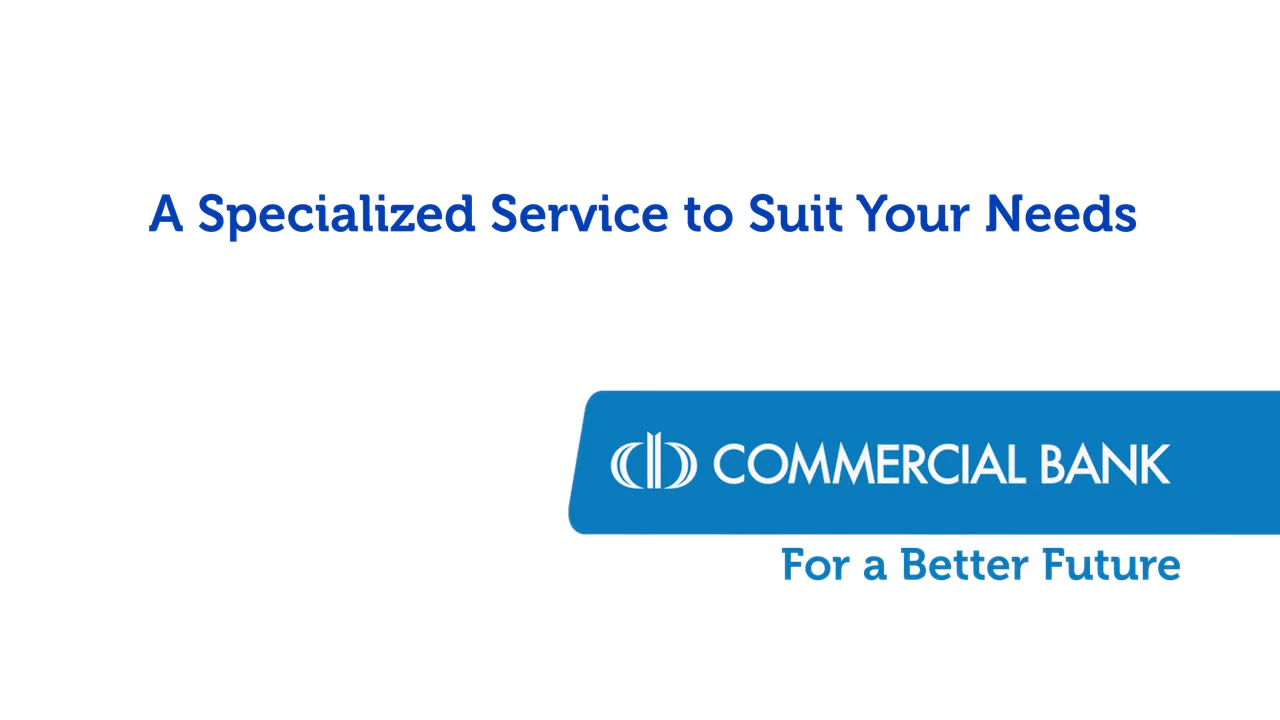 A Specialized Service to Suit Your Needs
COMMERCIAL BANK
For a Better Future